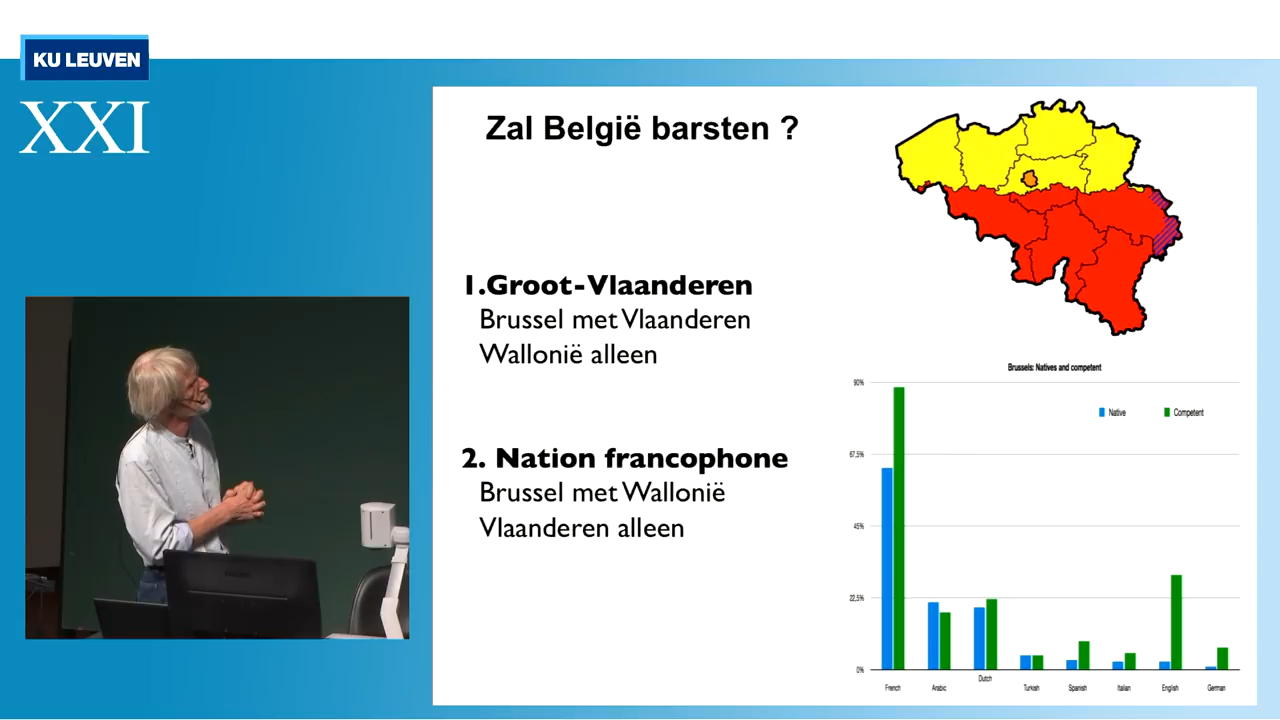 KU LEUVEN
XXI
Zal België barsten ?
1.Groot-Vlaanderen
Brussel met Vlaanderen
Wallonië alleen
2. Nation francophone
Brussel met Wallonië
Vlaanderen alleen
Brussels: Natives and competent
90%
Native
Competent
67,5%
45%
22,5%
0%
French
Arabic
Dutch
Turkish
Spanish
Italian
English
German